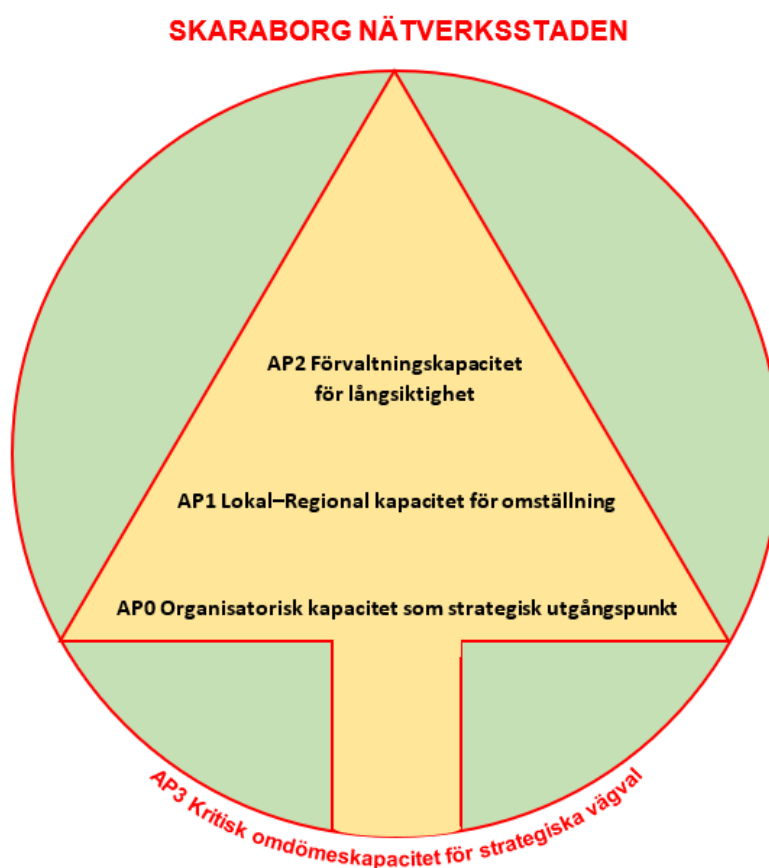 SKARABORG NÄTVERKSSTADEN
AP2 Förvaltningskapacitet
för långsiktighet
AP1 Lokal–Regional kapacitet för omställning
AP0 Organisatorisk kapacitet som strategisk utgångspunkt
AP3 Kritisk omdömeskapacitet för strategiska vägval